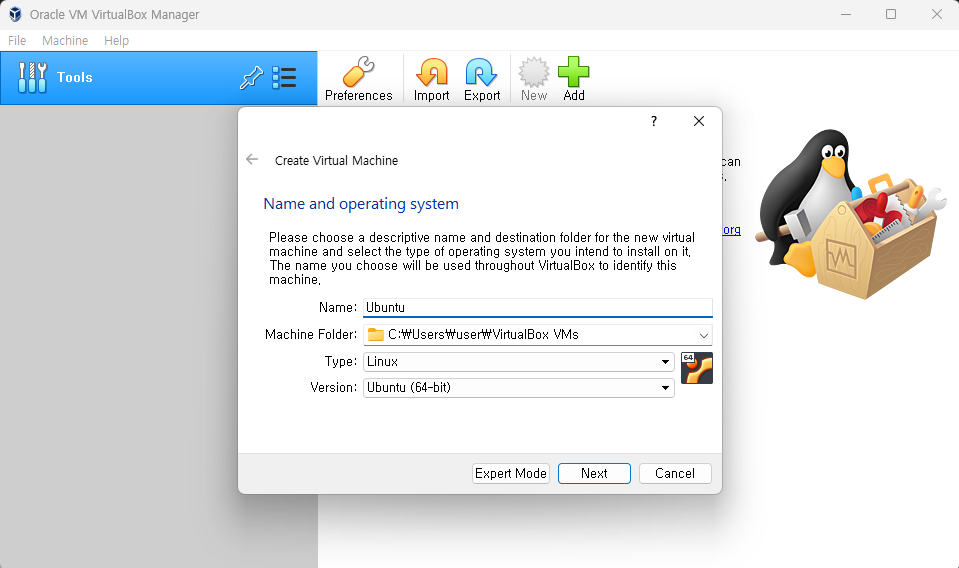 Oracle VM VirtualBox Manager
File Machine Help
Tools
Preferences Import Export New Add
can
s,
org
?
Create Virtual Machine
Name and operating system
Please choose a descriptive name and destination folder for the new virtual
machine and select the type of operating system you intend to install on it,
The name you choose will be used throughout VirtualBox to identify this
machine,
Name: Ubuntu
Machine Folder: C:₩Users₩user₩VirtualBox VMs
Type: Linux
64
Version: Ubuntu (64-bit)
Expert Mode Next Cancel